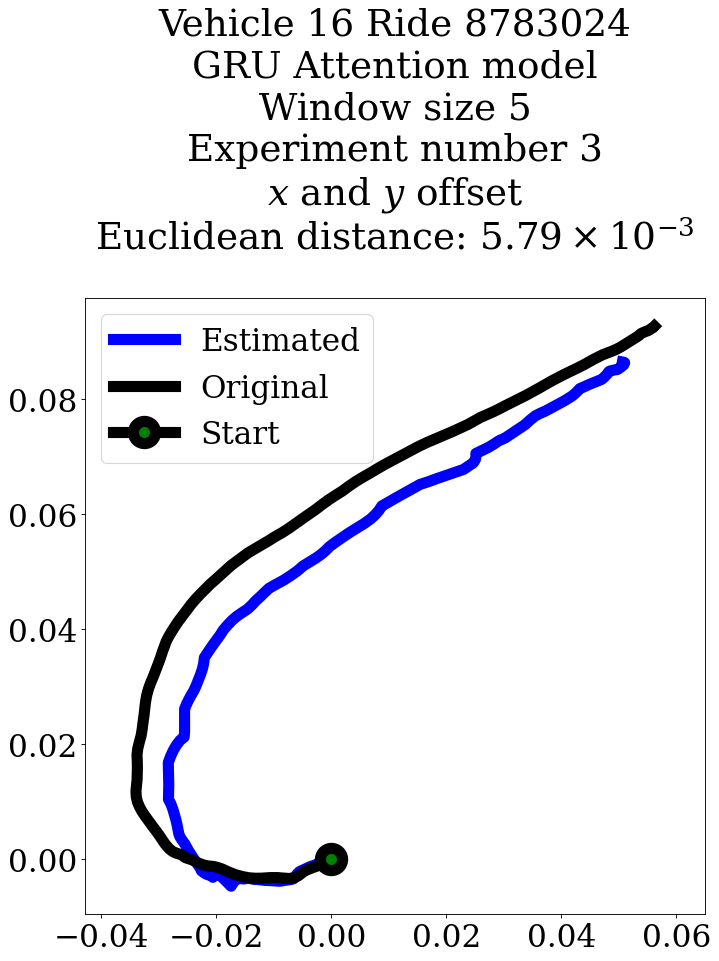 Vehicle 16 Ride 8783024
GRU Attention model
Window size 5
Experiment number 3
x and y offset
Euclidean distance: 5.79 × 10⁻³
Estimated
Original
Start
0.08
0.06
0.04
0.02
0.00
−0.04 −0.02 0.00 0.02 0.04 0.06